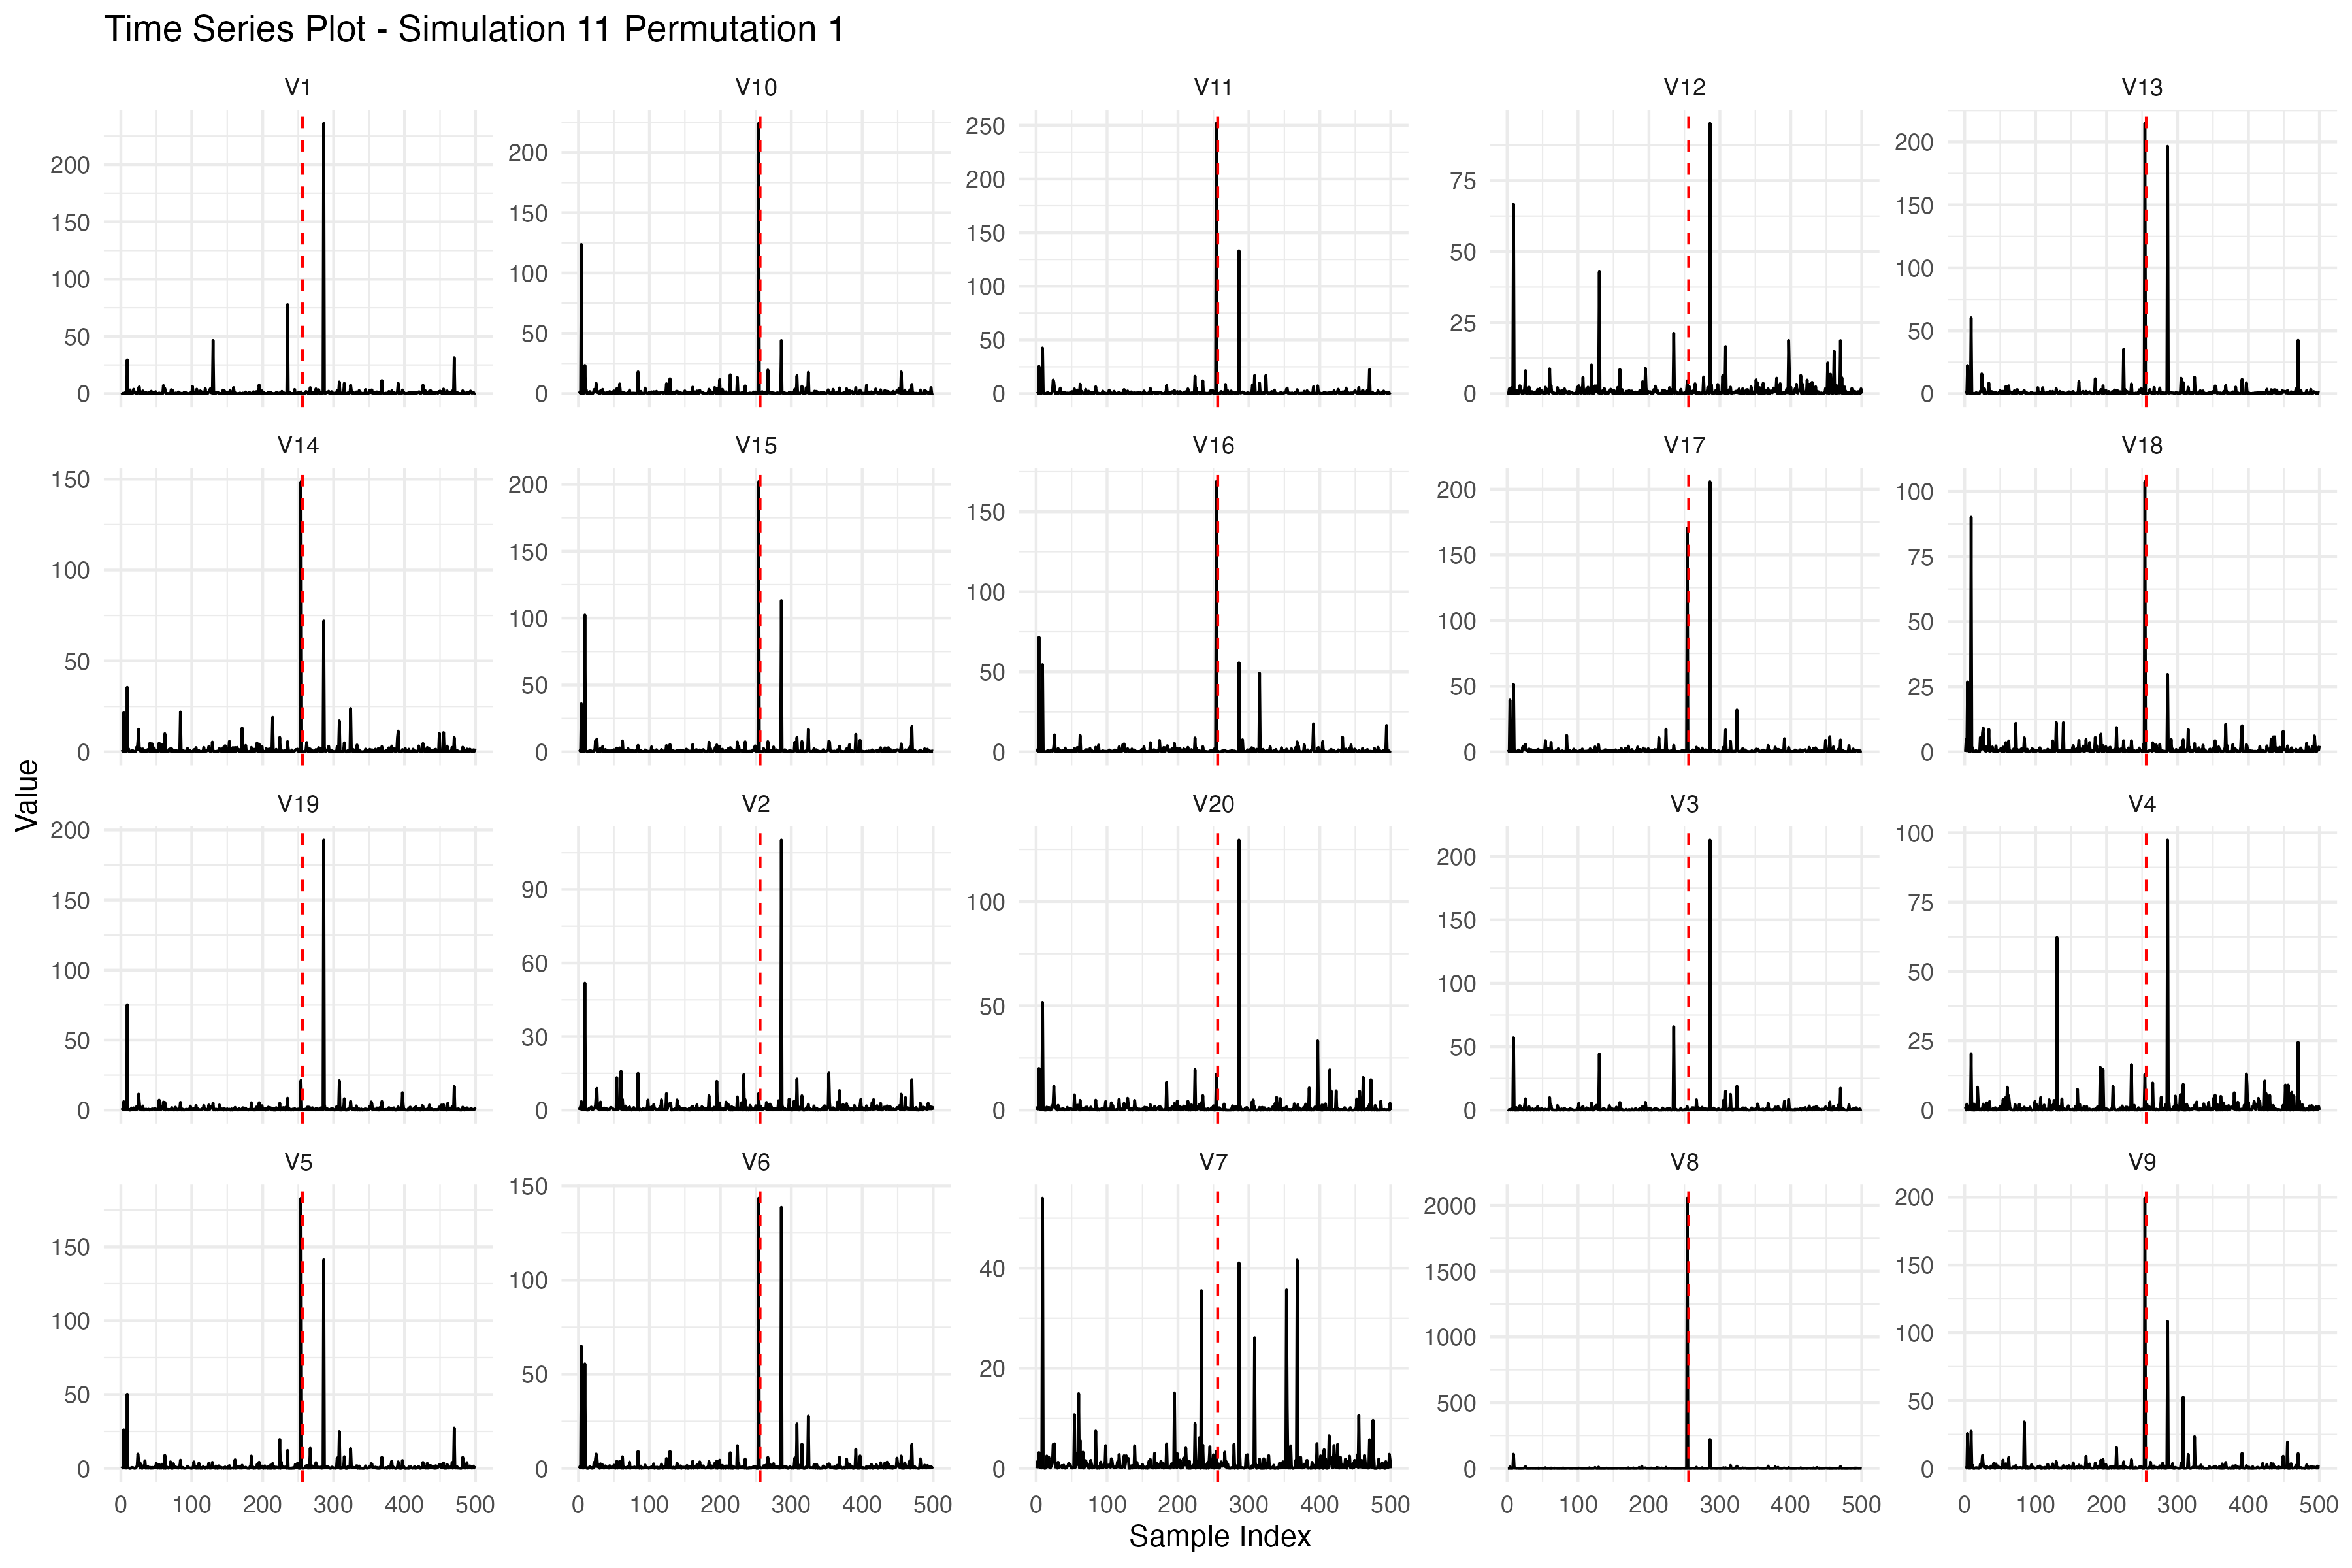 Time Series Plot - Simulation 11 Permutation 1
V1 V10 V11 V12 V13
200 150 100 50 0
200 150 100 50 0
250 200 150 100 50 0
75 50 25 0
200 150 100 50 0
V14 V15 V16 V17 V18
150 100 50 0
200 150 100 50 0
150 100 50 0
200 150 100 50 0
100 75 50 25 0
Value
V19 V2 V20 V3 V4
200 150 100 50 0
90 60 30 0
100 50 0
200 150 100 50 0
100 75 50 25 0
V5 V6 V7 V8 V9
150 100 50 0
150 100 50 0
40 20 0
2000 1500 1000 500 0
200 150 100 50 0
0 100 200 300 400 500
0 100 200 300 400 500
0 100 200 300 400 500
0 100 200 300 400 500
0 100 200 300 400 500
Sample Index